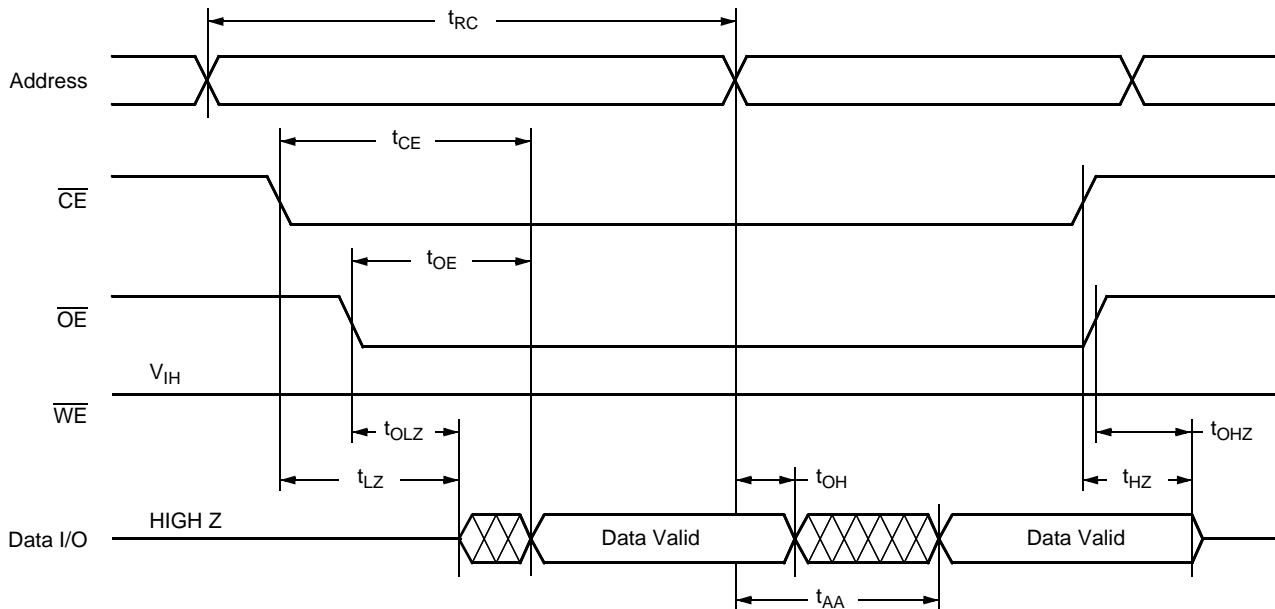 tRC
Address
tCE
CE
tOE
OE
VIH
WE
tOLZ
tOHZ
tLZ
tOH
tHZ
HIGH Z
Data I/O
Data Valid
Data Valid
tAA